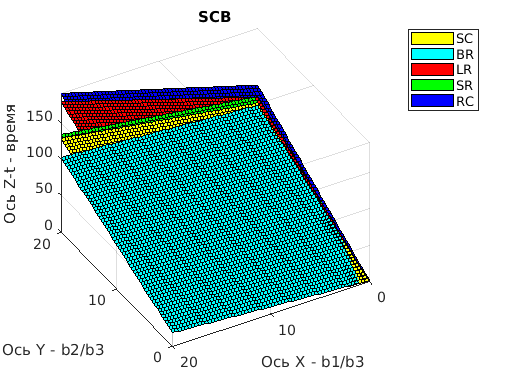 SCB
SC
BR
LR
SR
RC
Ось Z-t - время
150
100
50
0
20
10
0
Ось Y - b2/b3
20
10
0
Ось X - b1/b3